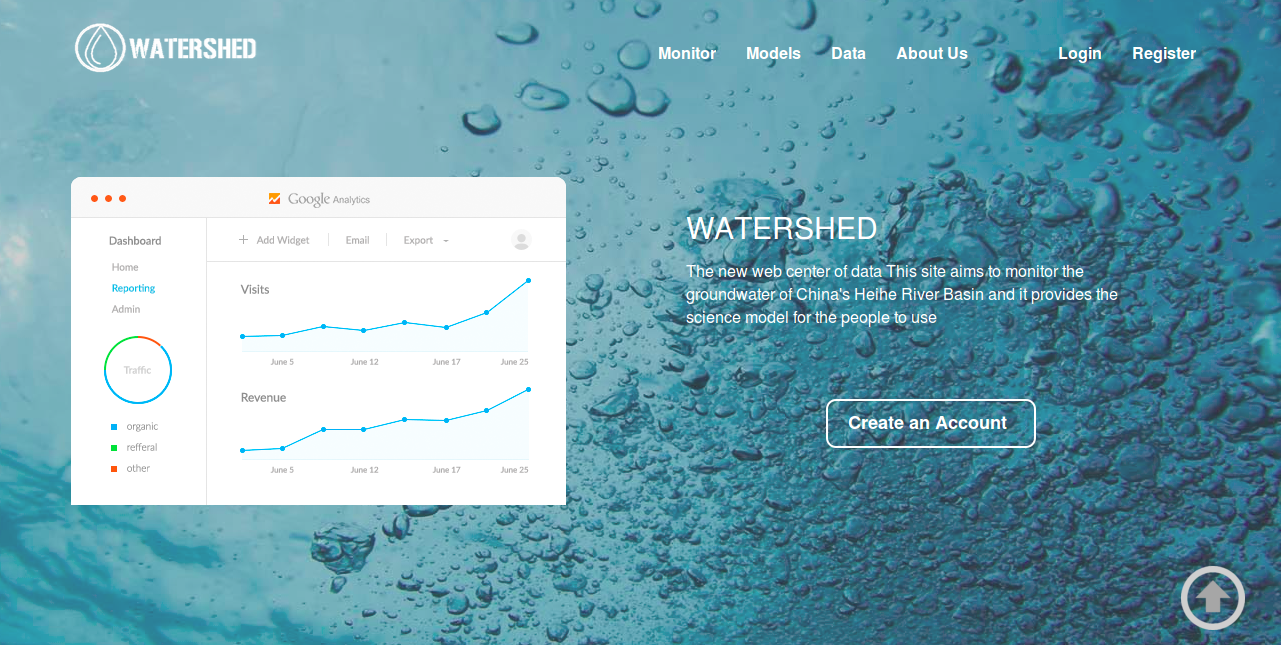 WATERSHED
Monitor Models Data About Us Login Register
Google Analytics
Dashboard
Home
Reporting
Admin
Traffic
organic
refferal
other
+ Add Widget Email Export
Visits
June 5 June 12 June 17 June 25
Revenue
June 5 June 12 June 17 June 25
WATERSHED
The new web center of data This site aims to monitor the
groundwater of China's Heihe River Basin and it provides the
science model for the people to use
Create an Account